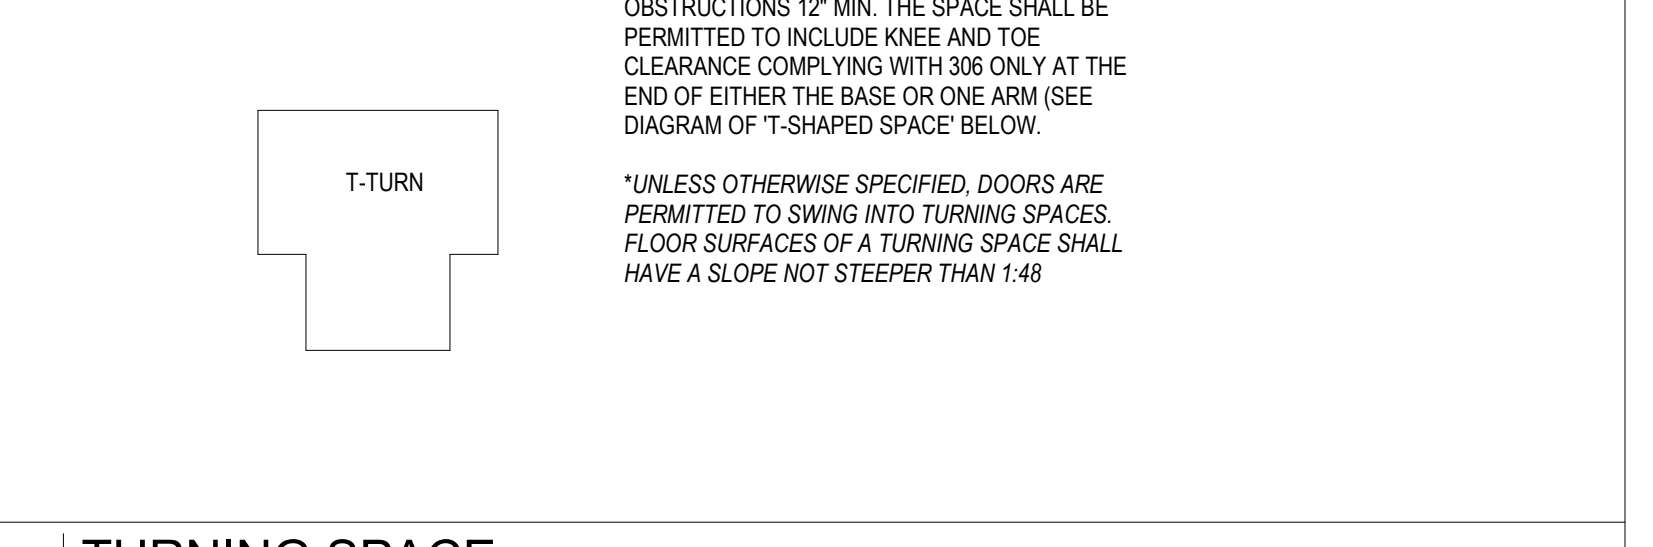 OBSTRUCTIONS 12" MIN. THE SPACE SHALL BE
PERMITTED TO INCLUDE KNEE AND TOE
CLEARANCE COMPLYING WITH 306 ONLY AT THE
END OF EITHER THE BASE OR ONE ARM (SEE
DIAGRAM OF 'T-SHAPED SPACE' BELOW.
T-TURN
*UNLESS OTHERWISE SPECIFIED, DOORS ARE
PERMITTED TO SWING INTO TURNING SPACES.
FLOOR SURFACES OF A TURNING SPACE SHALL
HAVE A SLOPE NOT STEEPER THAN 1:48
TURNING SPACE